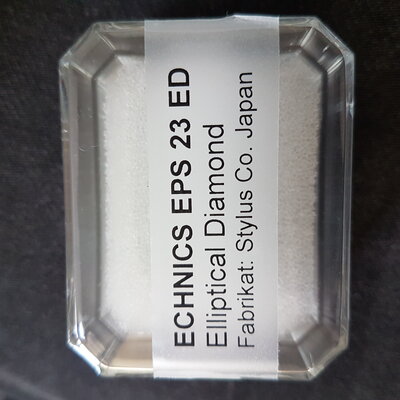 ECHNICS EPS 23 ED
Elliptical Diamond
Fabrikat: Stylus Co. Japan